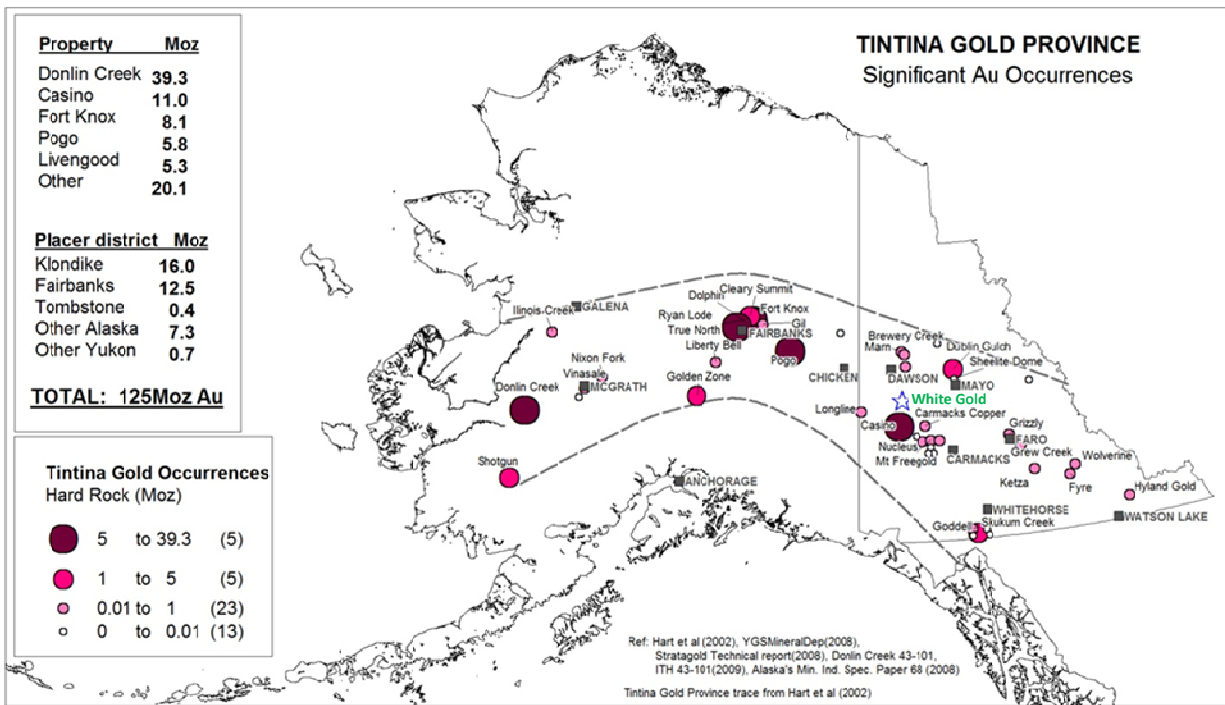 TINTINA GOLD PROVINCE
Significant Au Occurrences
Property Moz
Donlin Creek 39.3
Casino 11.0
Fort Knox 8.1
Pogo 5.8
Livengood 5.3
Other 20.1
Placer district Moz
Klondike 16.0
Fairbanks 12.5
Tombstone 0.4
Other Alaska 7.3
Other Yukon 0.7
TOTAL: 125Moz Au
Tintina Gold Occurrences
Hard Rock (Moz)
5 to 39.3 (5)
1 to 5 (5)
0.01 to 1 (23)
0 to 0.01 (13)
Cleary Summit
Dolphin
Illinois Creek
GALENA
Fort Knox
Ryan Lode
Gil
True North
FAIRBANKS
Liberty Bell
Pogo
Brewery Creek
Marn
Dublin Gulch
Sheelite Dome
Nixon Fork
Vinasale
MCGRATH
Golden Zone
CHICKEN
DAWSON
MAYO
Donlin Creek
White Gold
Longline
Carmacks Copper
Casino
Grizzly
FARO
Nucleus
Grew Creek
Wolverine
Mt Freegold
CARMACKS
Shotgun
Ketza
Fyre
ANCHORAGE
Hyland Gold
WHITEHORSE
WATSON LAKE
Goddell
Skukum Creek
Ref: Hart et al (2002), YGSMineralDep(2008),
Stratagold Technical report(2008), Donlin Creek 43-101,
ITH 43-101(2009), Alaska's Min. Ind. Spec. Paper 68 (2008)
Tintina Gold Province trace from Hart et al (2002)